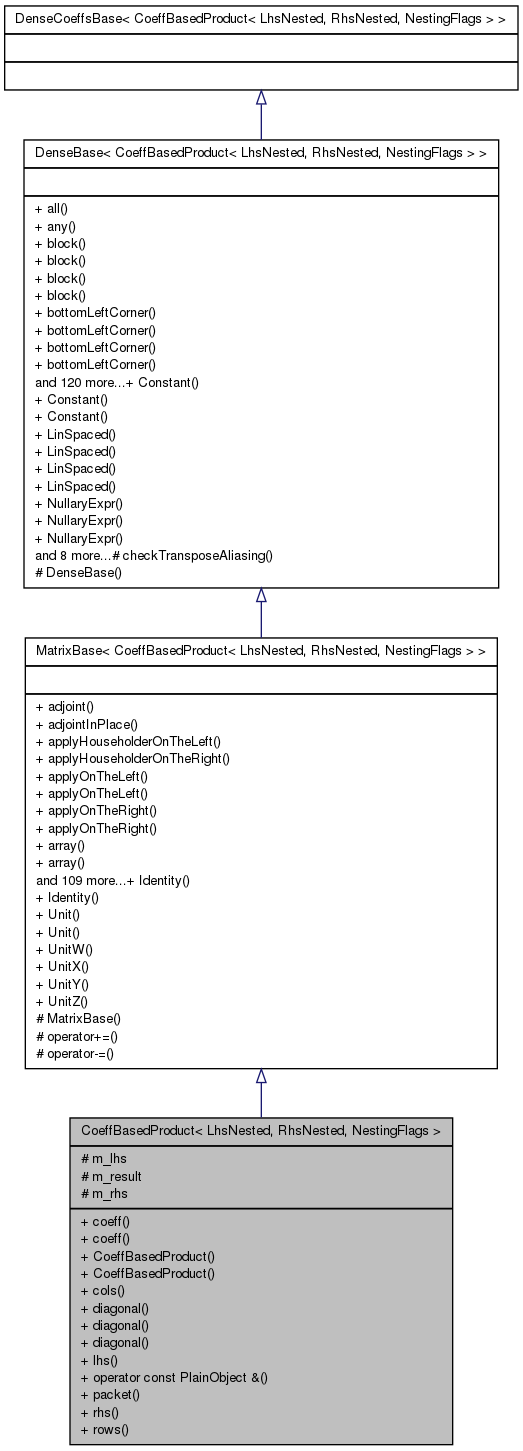 DenseCoeffsBase< CoeffBasedProduct< LhsNested, RhsNested, NestingFlags > >
DenseBase< CoeffBasedProduct< LhsNested, RhsNested, NestingFlags > >
+ all()
+ any()
+ block()
+ block()
+ block()
+ block()
+ bottomLeftCorner()
+ bottomLeftCorner()
+ bottomLeftCorner()
+ bottomLeftCorner()
and 120 more...+ Constant()
+ Constant()
+ Constant()
+ LinSpaced()
+ LinSpaced()
+ LinSpaced()
+ LinSpaced()
+ NullaryExpr()
+ NullaryExpr()
+ NullaryExpr()
and 8 more...# checkTransposeAliasing()
# DenseBase()
MatrixBase< CoeffBasedProduct< LhsNested, RhsNested, NestingFlags > >
+ adjoint()
+ adjointInPlace()
+ applyHouseholderOnTheLeft()
+ applyHouseholderOnTheRight()
+ applyOnTheLeft()
+ applyOnTheLeft()
+ applyOnTheRight()
+ applyOnTheRight()
+ array()
+ array()
and 109 more...+ Identity()
+ Identity()
+ Unit()
+ Unit()
+ UnitW()
+ UnitX()
+ UnitY()
+ UnitZ()
# MatrixBase()
# operator+=()
# operator-=()
CoeffBasedProduct< LhsNested, RhsNested, NestingFlags >
# m_lhs
# m_result
# m_rhs
+ coeff()
+ coeff()
+ CoeffBasedProduct()
+ CoeffBasedProduct()
+ cols()
+ diagonal()
+ diagonal()
+ diagonal()
+ lhs()
+ operator const PlainObject &()
+ packet()
+ rhs()
+ rows()